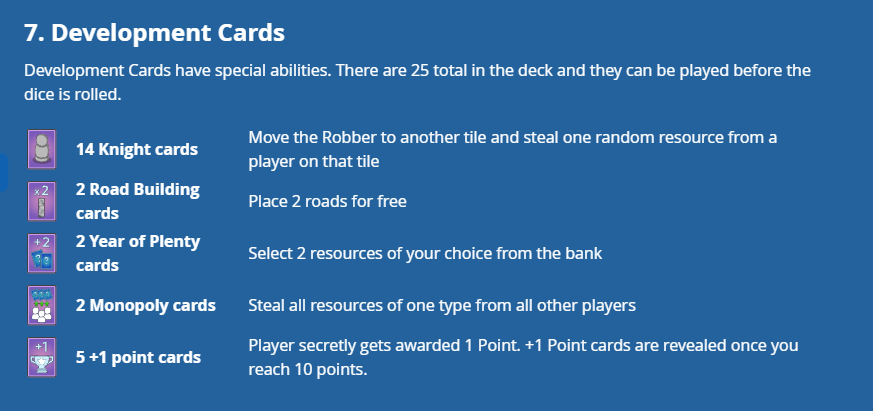 7. Development Cards
Development Cards have special abilities. There are 25 total in the deck and they can be played before the
dice is rolled.
14 Knight cards
Move the Robber to another tile and steal one random resource from a
player on that tile
x2
2 Road Building
cards
Place 2 roads for free
+2
? ?
2 Year of Plenty
cards
Select 2 resources of your choice from the bank
2 Monopoly cards
Steal all resources of one type from all other players
+1
5 +1 point cards
Player secretly gets awarded 1 Point. +1 Point cards are revealed once you
reach 10 points.